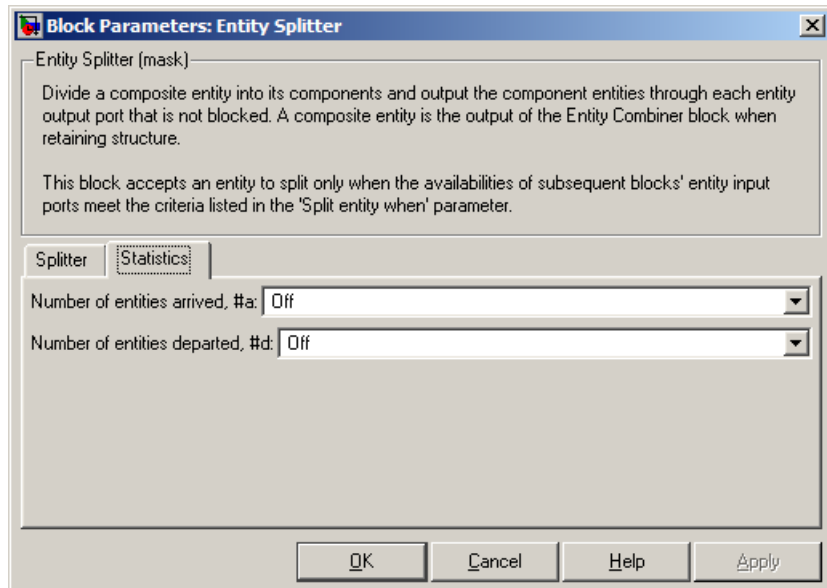 Block Parameters: Entity Splitter
Entity Splitter (mask)
Divide a composite entity into its components and output the component entities through each entity
output port that is not blocked. A composite entity is the output of the Entity Combiner block when
retaining structure.
This block accepts an entity to split only when the availabilities of subsequent blocks' entity input
ports meet the criteria listed in the 'Split entity when' parameter.
Splitter Statistics
Number of entities arrived, #a: Off
Number of entities departed, #d: Off
OK Cancel Help Apply